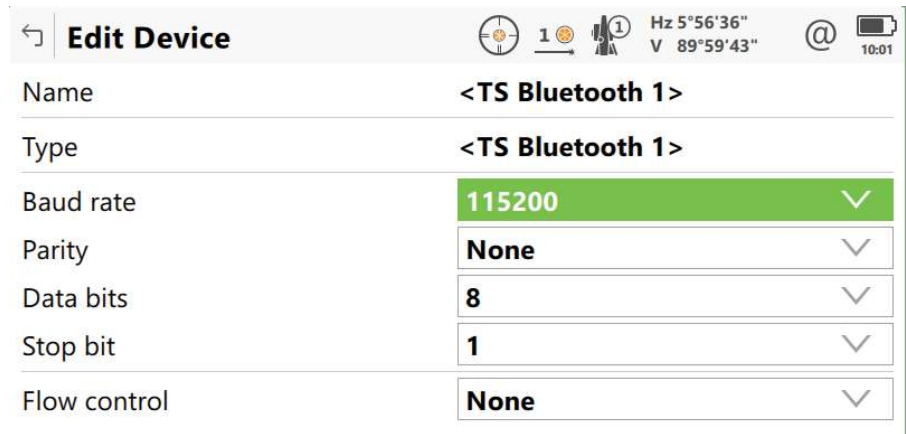 Edit Device 1 1 Hz 5°56'36"
V 89°59'43" @ 10:01
Name <TS Bluetooth 1>
Type <TS Bluetooth 1>
Baud rate 115200
Parity None
Data bits 8
Stop bit 1
Flow control None